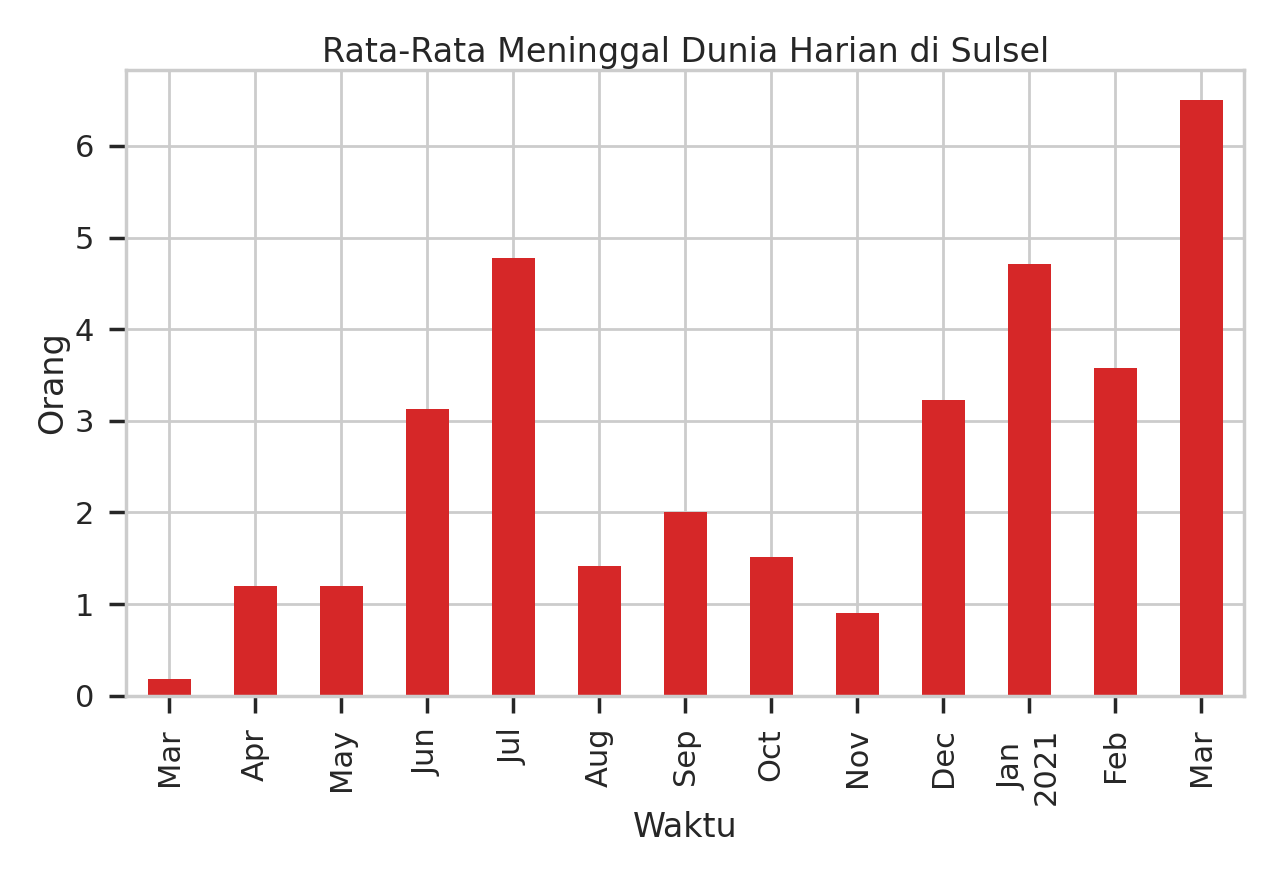 Rata-Rata Meninggal Dunia Harian di Sulsel
Orang
6
5
4
3
2
1
0
Mar
Apr
May
Jun
Jul
Aug
Sep
Oct
Nov
Dec
Jan
2021
Feb
Mar
Waktu